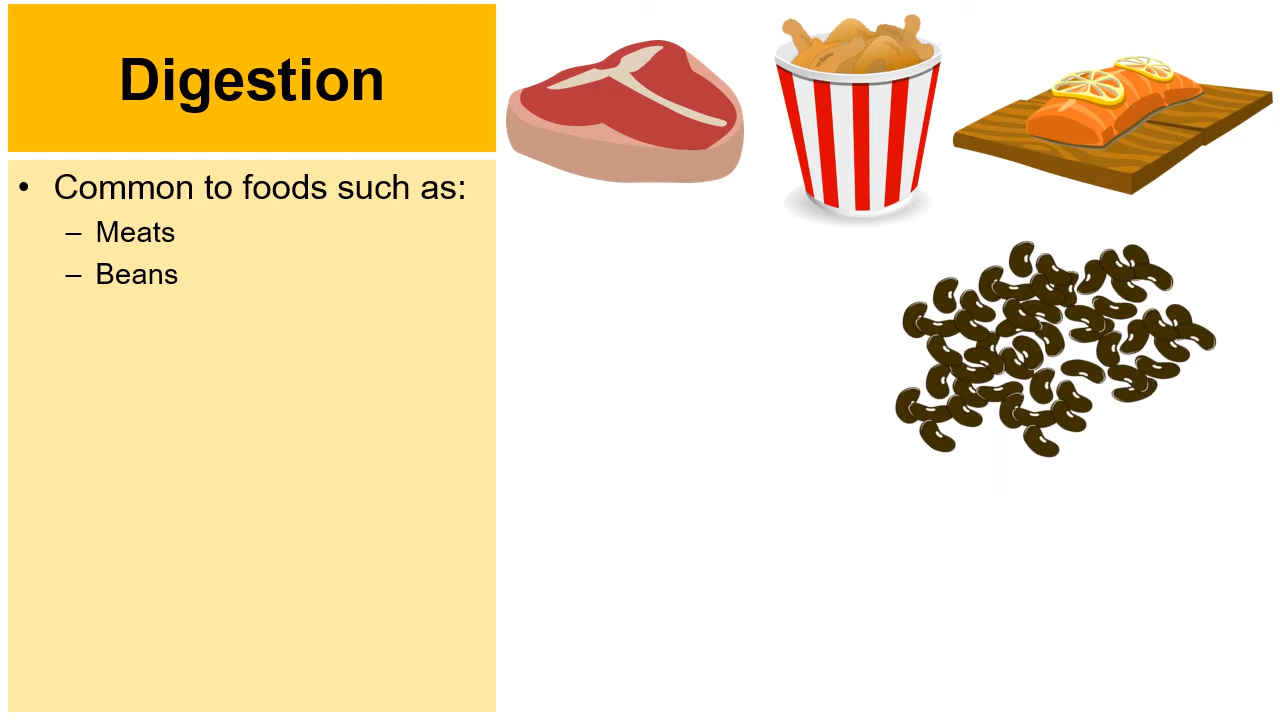 Digestion
• Common to foods such as:
– Meats
– Beans